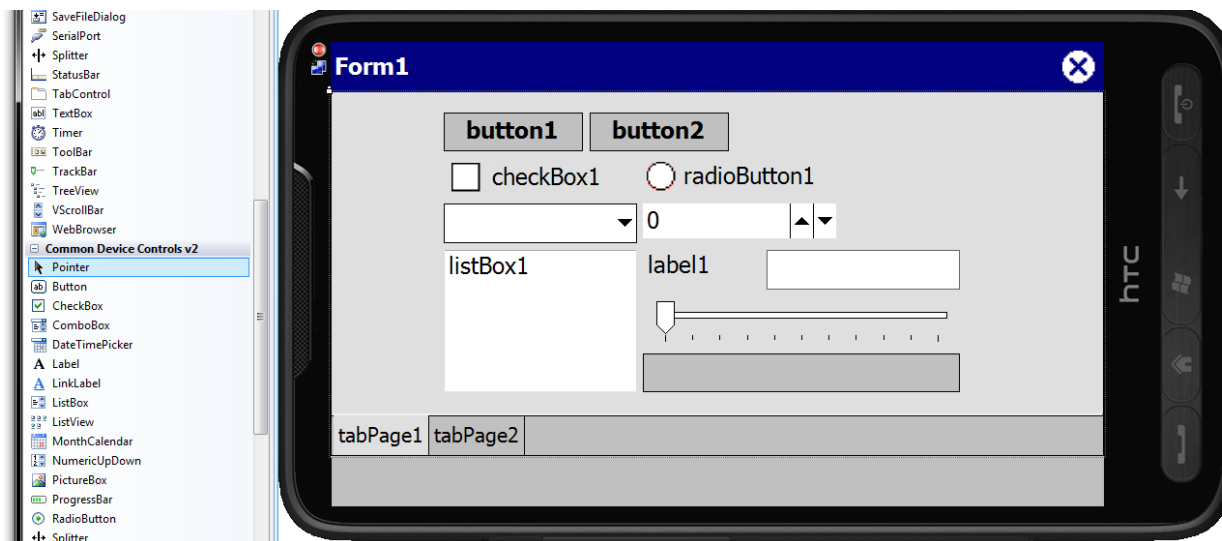 SaveFileDialog
SerialPort
Splitter
StatusBar
TabControl
TextBox
Timer
ToolBar
TrackBar
TreeView
VScrollBar
WebBrowser
Common Device Controls v2
Pointer
Button
CheckBox
ComboBox
DateTimePicker
Label
LinkLabel
ListBox
ListView
MonthCalendar
NumericUpDown
PictureBox
ProgressBar
RadioButton
Splitter
Form1
button1 button2
checkBox1 radioButton1
0
listBox1 label1
tabPage1 tabPage2
hTC